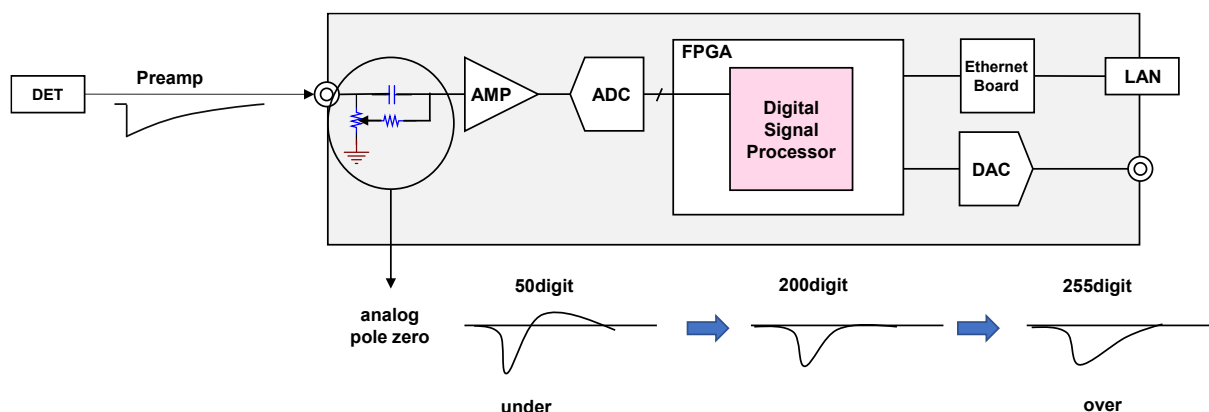 FPGA
Preamp
Ethernet
Board
LAN
DET
AMP
ADC
Digital
Signal
Processor
DAC
50digit
200digit
255digit
analog
pole zero
under
over